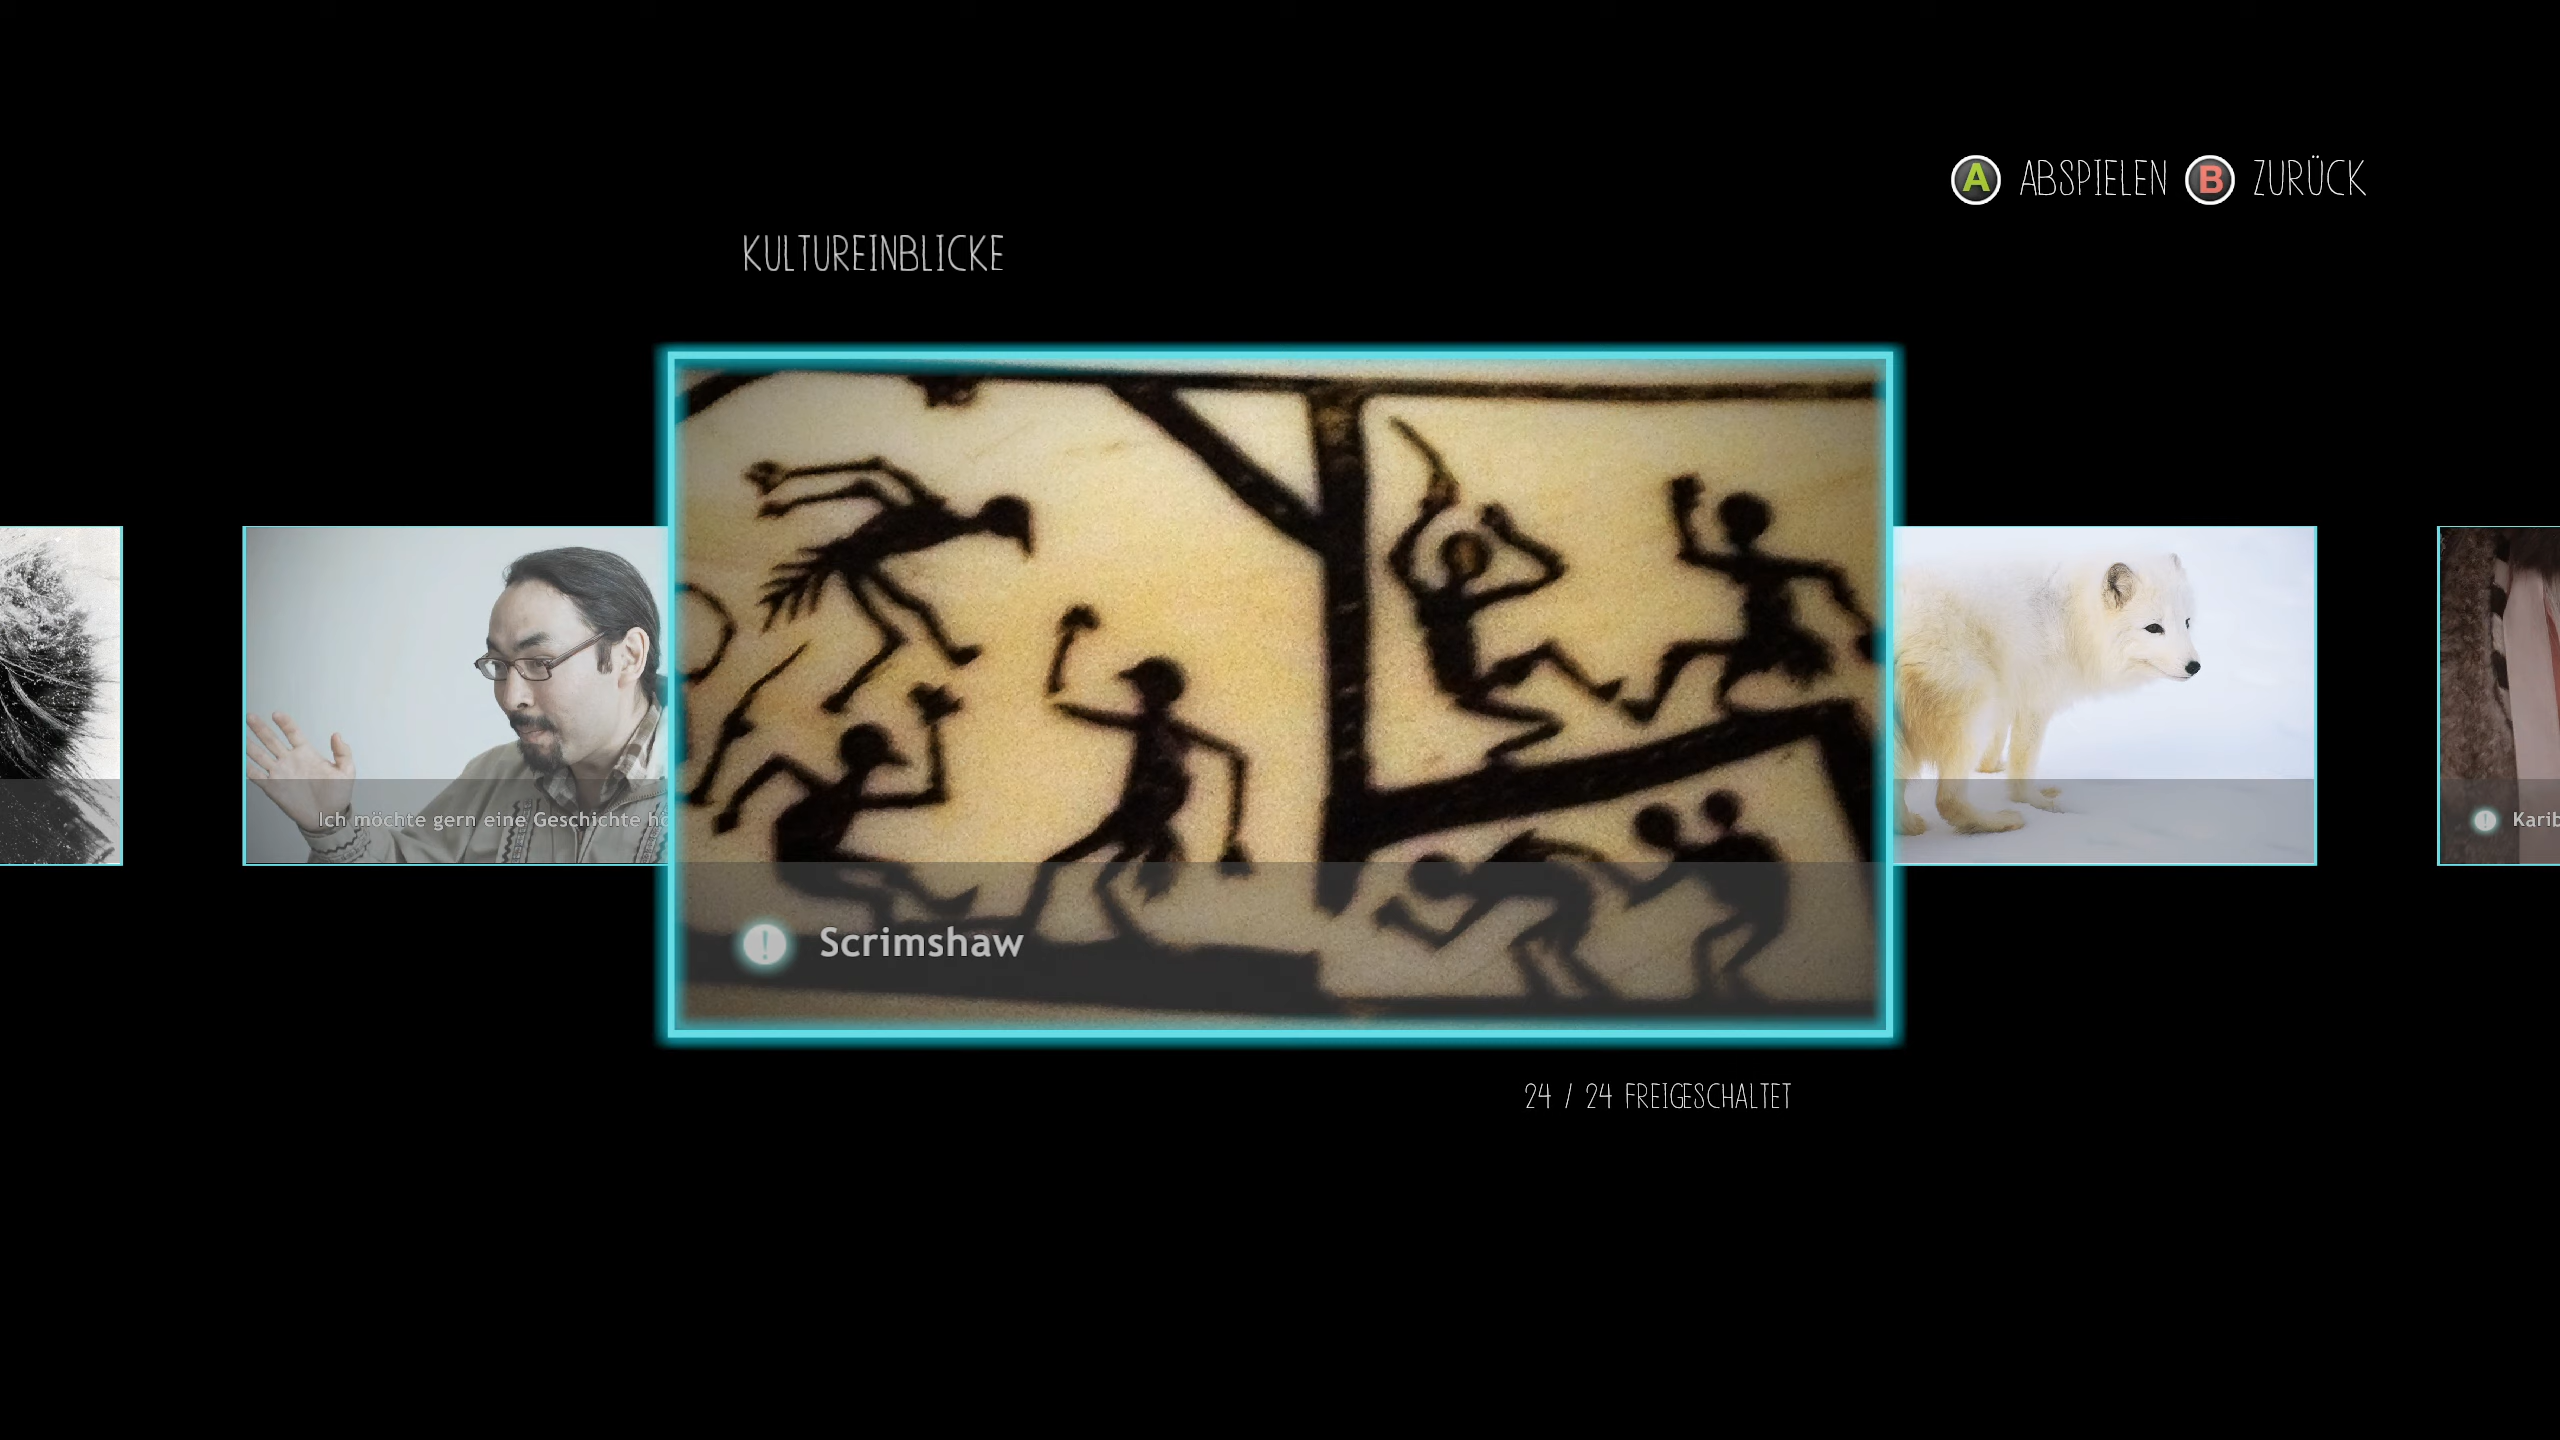 A ABSPIELEN B ZURÜCK
KULTUREINBLICKE
Ich möchte gern eine Geschichte
! Scrimshaw
!
24 / 24 FREIGESCHALTET